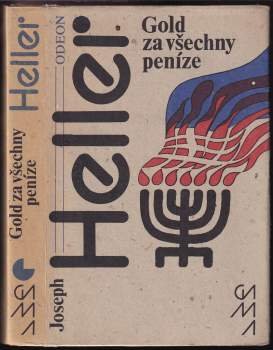 Heller
Gold za všechny
peníze
Joseph
Heller
ODEON
Gold
za všechny
peníze